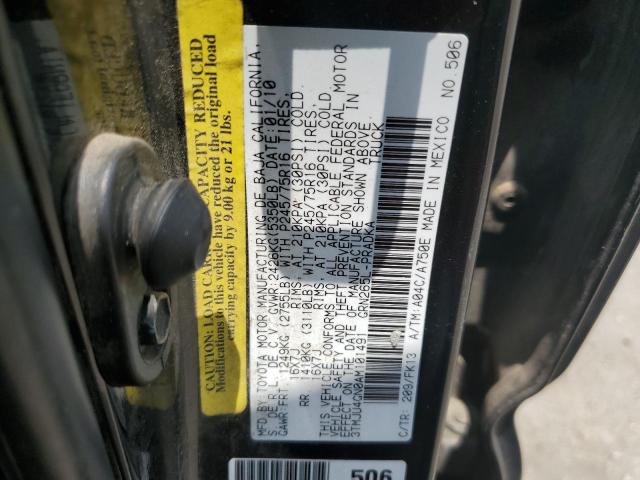 CAUTION: LOAD CARRYING CAPACITY REDUCED
Modifications to this vehicle have reduced the original load
carrying capacity by 9.00 kg or 21 lbs.
MFD.BY: TOYOTA MOTOR MANUFACTURING DE BAJA CALIFORNIA,
S. DE R.L. DE C.V. GVWR: 2426KG(5350LB) DATE: 01/10
GAWR: FRT 1249KG (2755LB) WITH P245/75R16 TIRES,
16X7J RIMS, AT 210KPA (30PSI) COLD.
RR 1410KG (3110LB) WITH P245/75R16 TIRES,
16X7J RIMS, AT 210KPA (30PSI) COLD.
THIS VEHICLE CONFORMS TO ALL APPLICABLE FEDERAL MOTOR
VEHICLE SAFETY AND THEFT PREVENTION STANDARDS IN
EFFECT ON THE DATE OF MANUFACTURE SHOWN ABOVE.
3TMJU4GN0AM101491 GRN265L-PRADKA TRUCK
C/TR: 209/FK13 A/TM: A04C/A750E MADE IN MEXICO NO. 506
506